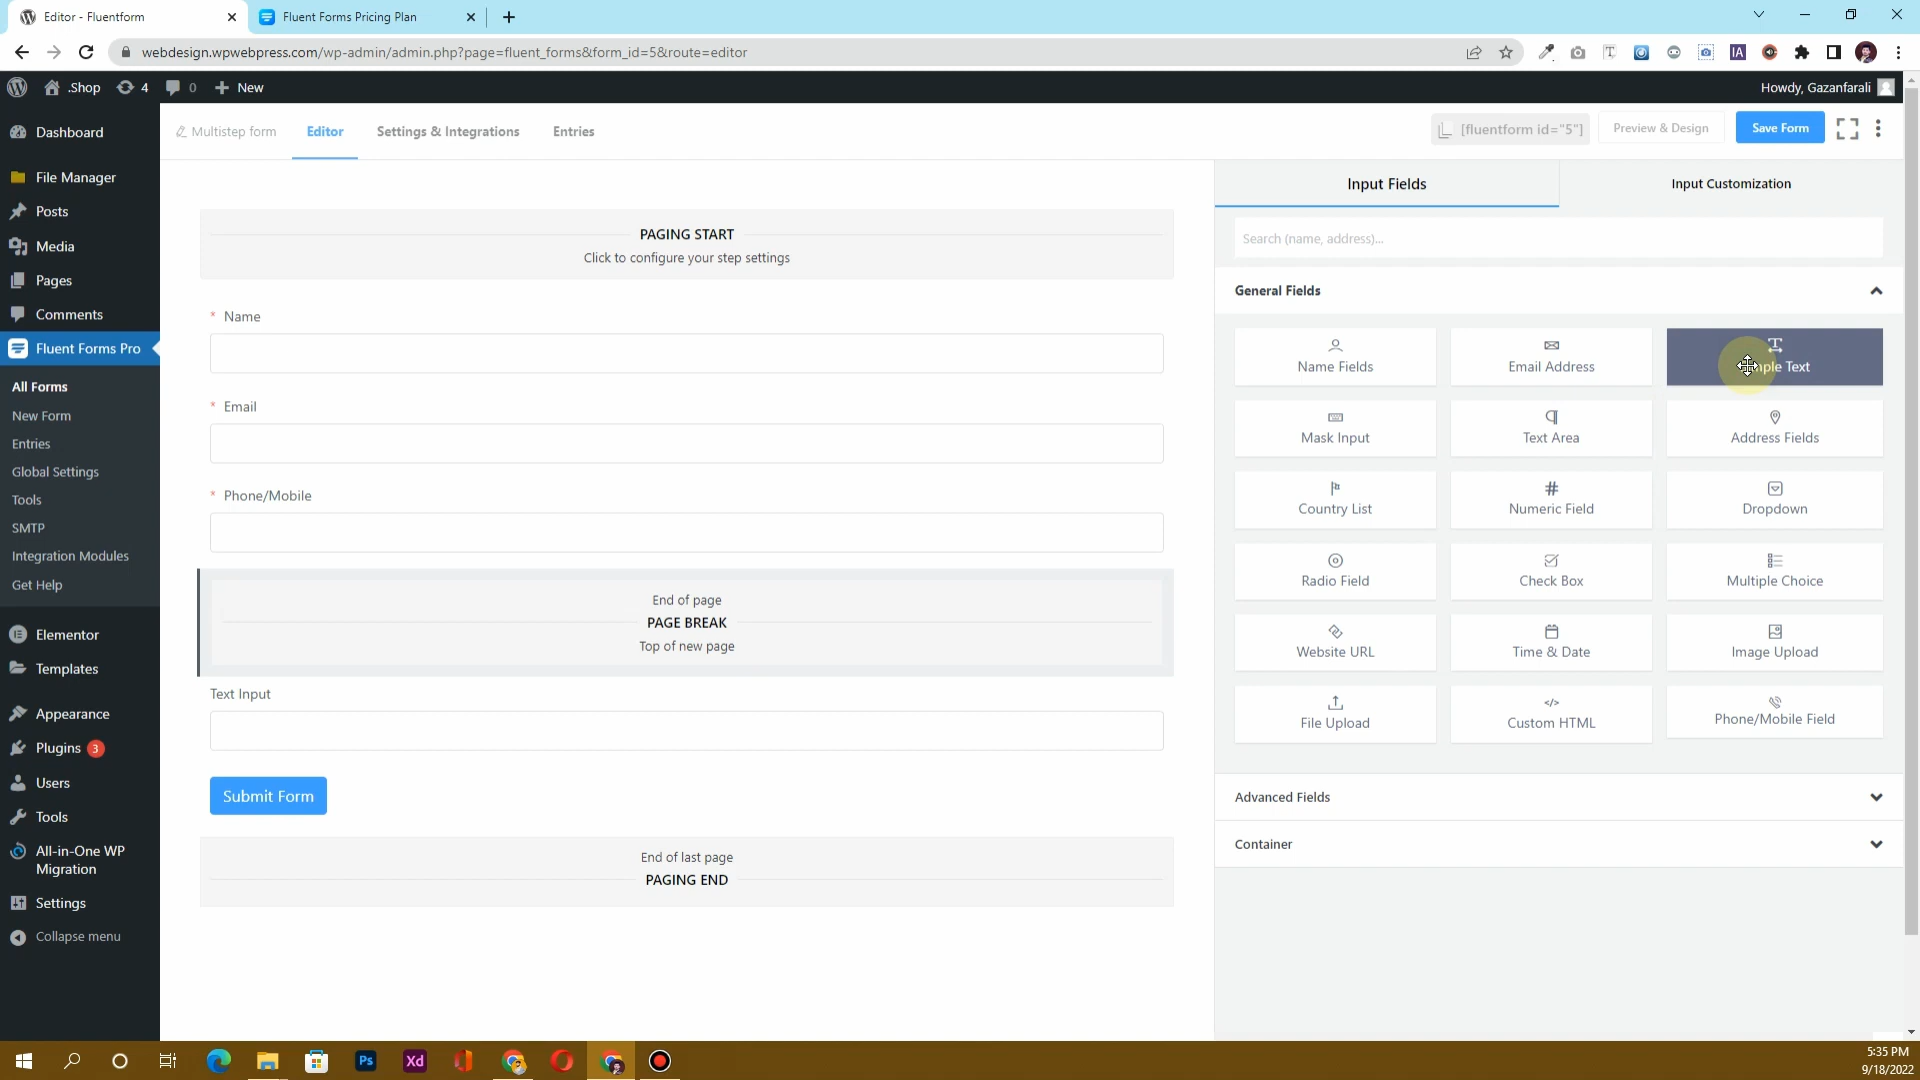 Editor - Fluentform
Fluent Forms Pricing Plan
webdesign.wpwebpress.com/wp-admin/admin.php?page=fluent_forms&form_id=5&route=editor
.Shop
4
0
New
Howdy, Gazanfarali
Dashboard
File Manager
Posts
Media
Pages
Comments
Fluent Forms Pro
All Forms
New Form
Entries
Global Settings
Tools
SMTP
Integration Modules
Get Help
Elementor
Templates
Appearance
Plugins 3
Users
Tools
All-in-One WP
Migration
Settings
Collapse menu
Multistep form
Editor
Settings & Integrations
Entries
[fluentform id="5"]
Preview & Design
Save Form
PAGING START
Click to configure your step settings
* Name
* Email
* Phone/Mobile
End of page
PAGE BREAK
Top of new page
Text Input
Submit Form
End of last page
PAGING END
Input Fields
Input Customization
Search (name, address)...
General Fields
Name Fields
Email Address
Text
Mask Input
Text Area
Address Fields
Country List
Numeric Field
Dropdown
Radio Field
Check Box
Multiple Choice
Website URL
Time & Date
Image Upload
File Upload
Custom HTML
Phone/Mobile Field
Advanced Fields
Container
Ps
Xd
IA
5:35 PM
9/18/2022